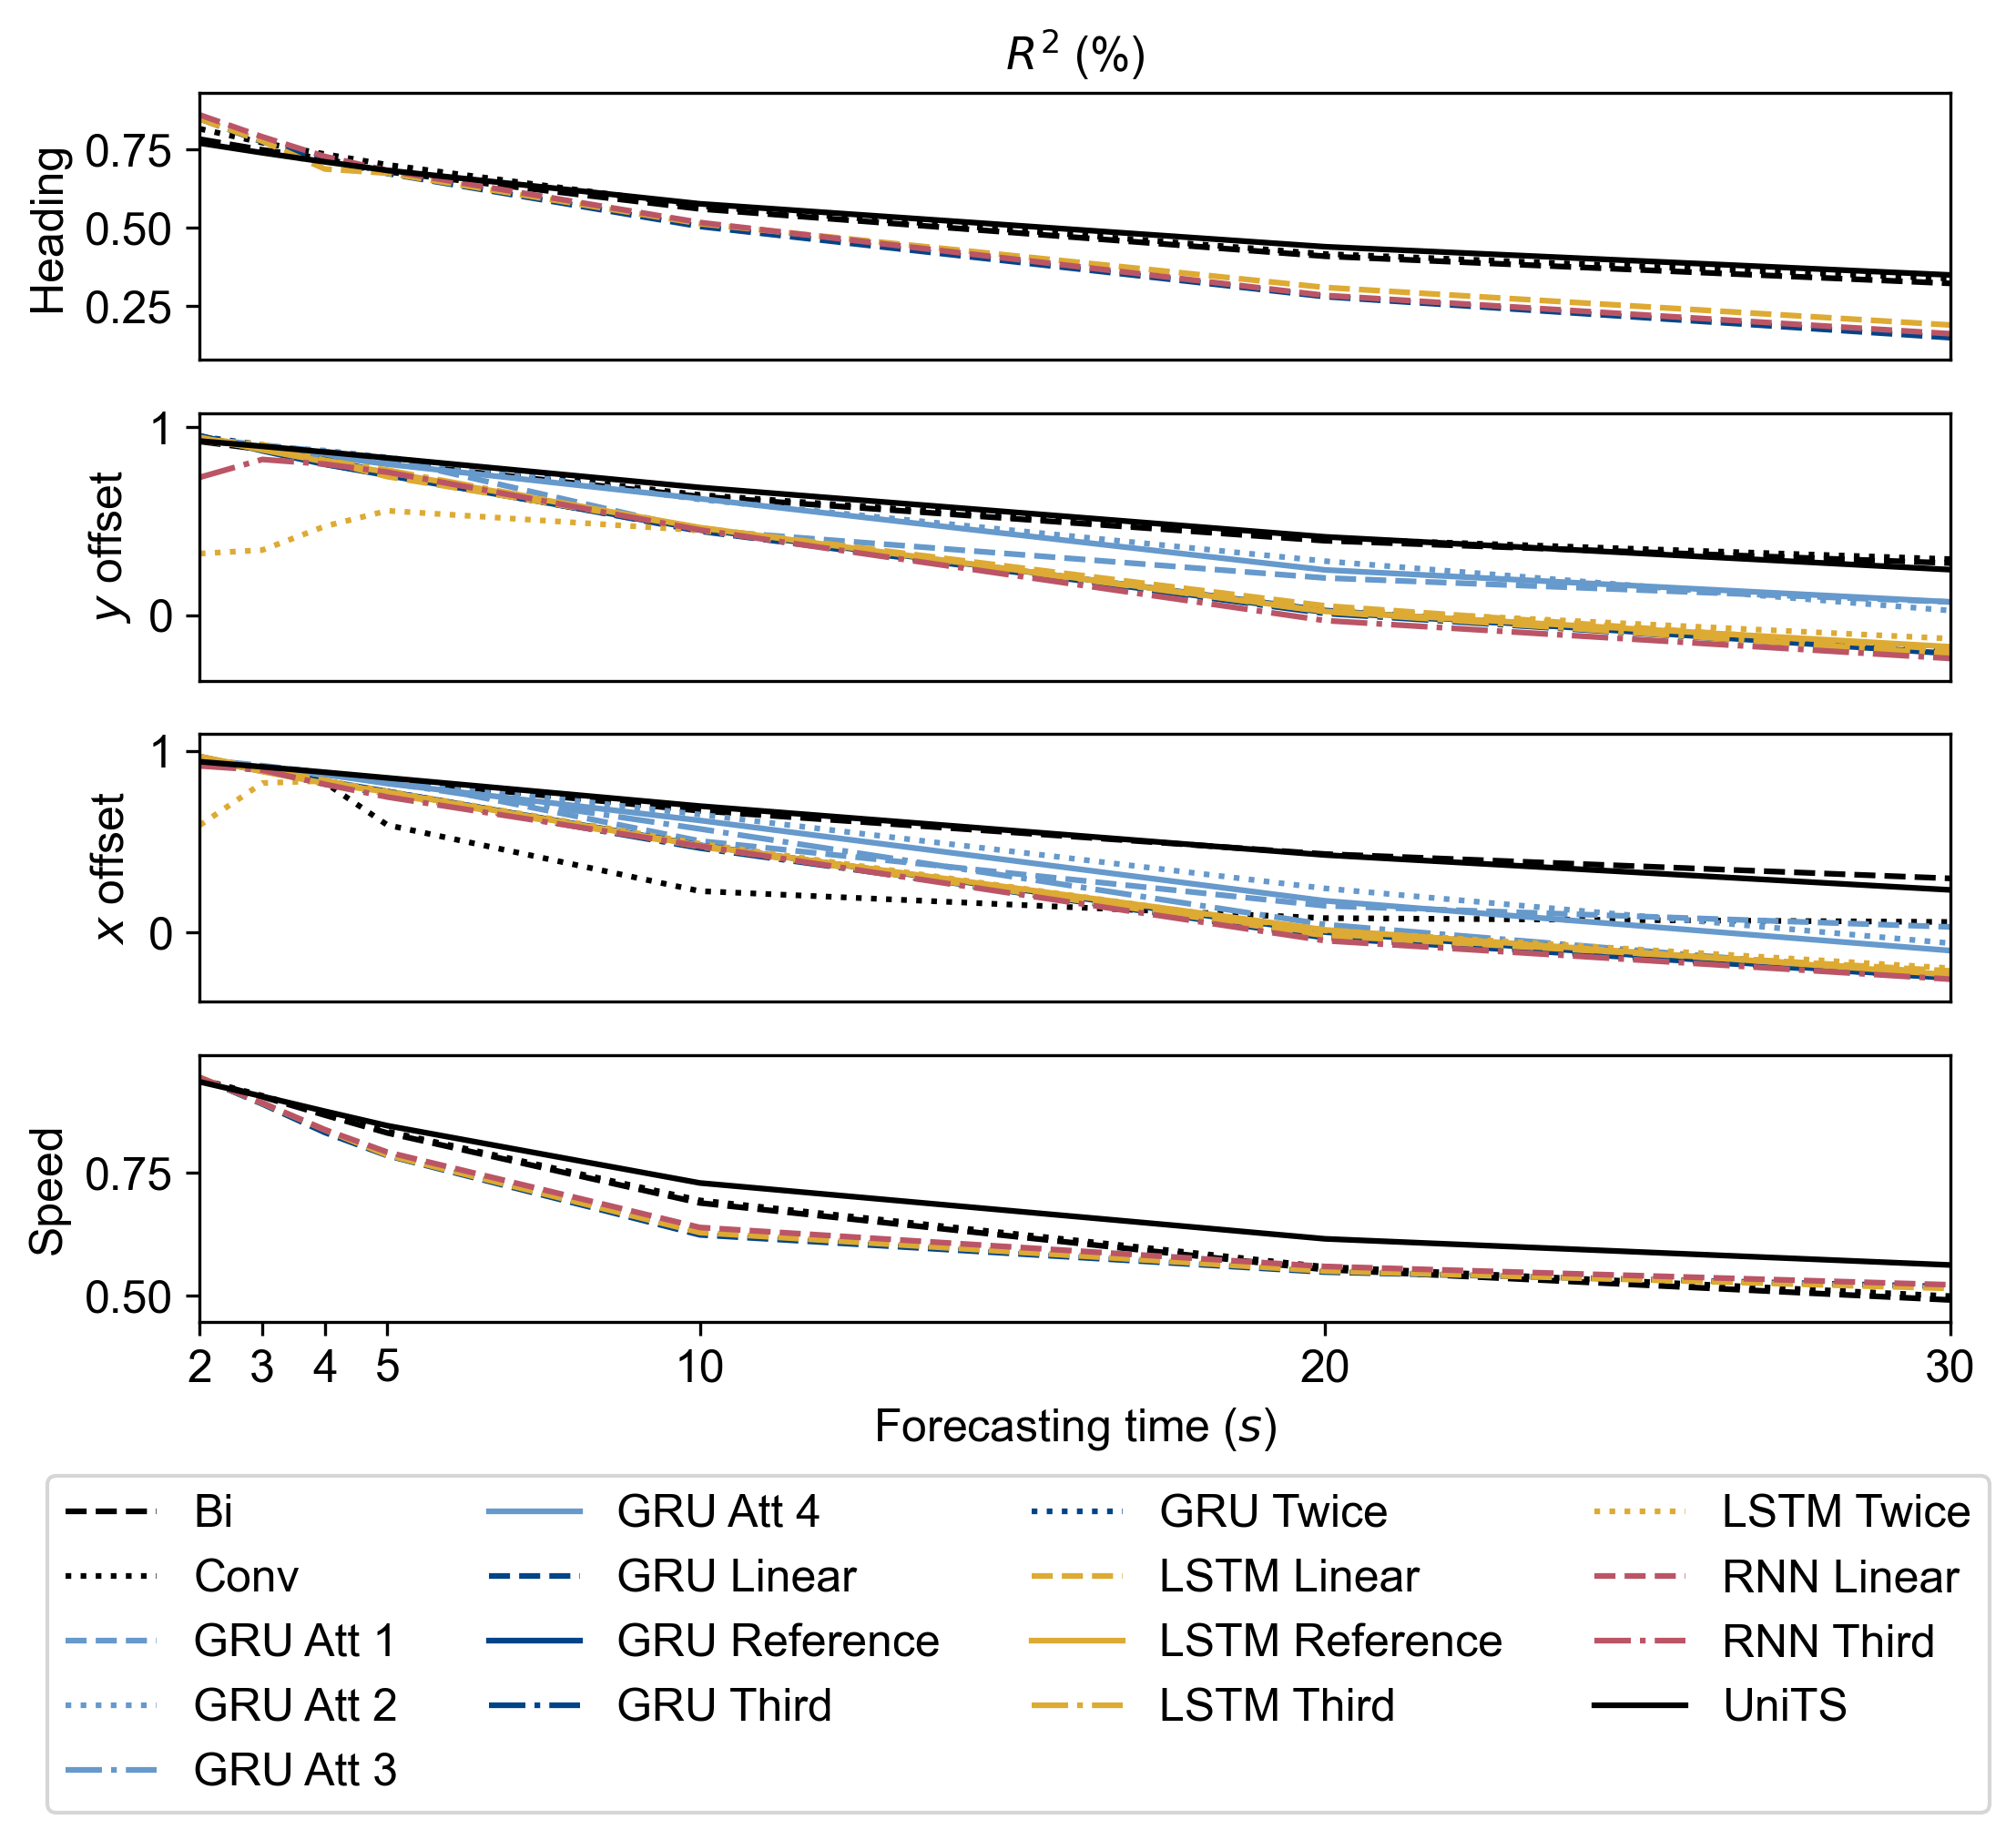 R² (%)
Heading
0.75
0.50
0.25
y offset
1
0
x offset
1
0
Speed
0.75
0.50
2 3 4 5 10 20 30
Forecasting time (s)
Bi
Conv
GRU Att 1
GRU Att 2
GRU Att 3
GRU Att 4
GRU Linear
GRU Reference
GRU Third
GRU Twice
LSTM Linear
LSTM Reference
LSTM Third
LSTM Twice
RNN Linear
RNN Third
UniTS